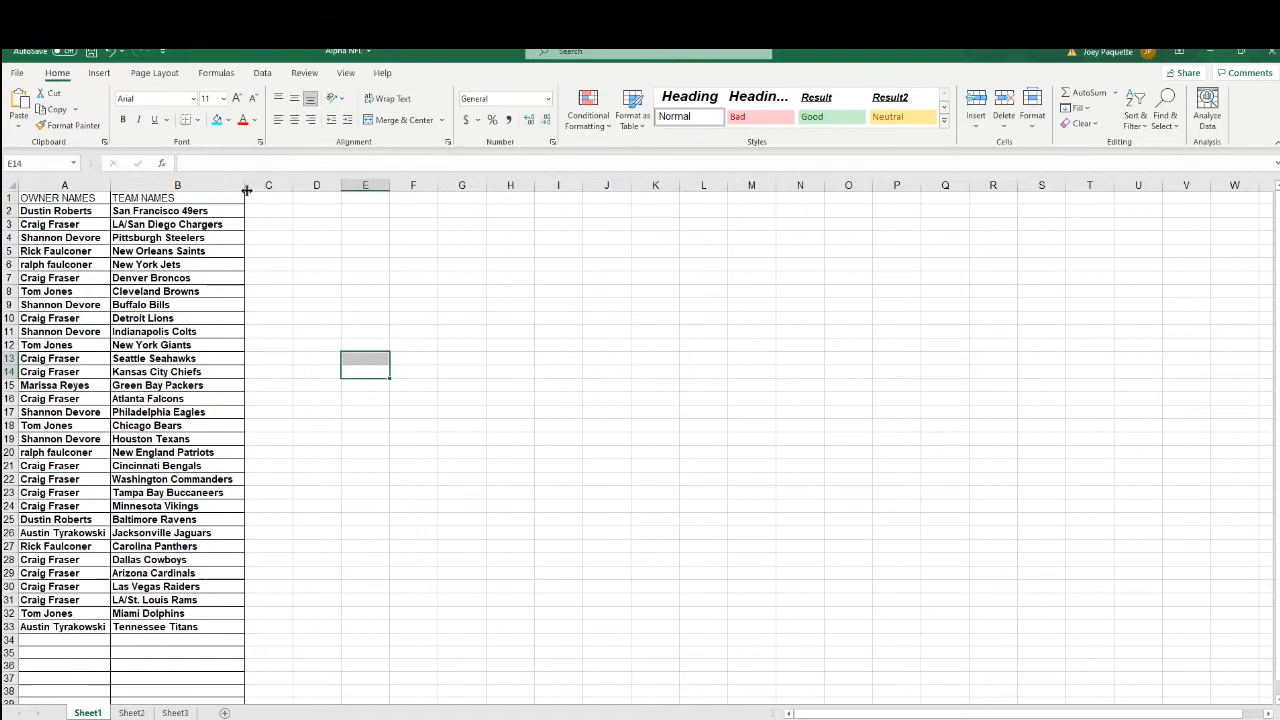 AutoSave Off Alpha NFL Search Joey Paquette JP
File Home Insert Draw Page Layout Formulas Data Review View Help Share Comments
Paste Cut Copy Format Painter Clipboard
Arial 11 B I U Font
Wrap Text Merge & Center Alignment
General $ % Number
Conditional Formatting Format as Table
Heading Headin... Result Result2
Normal Bad Good Neutral
Styles
Insert Delete Format Cells
AutoSum Fill Clear Sort & Filter Find & Select Editing
Analyze Data Analysis
E14 fx
A B C D E F G H I J K L M N O P Q R S T U V W
1 OWNER NAMES TEAM NAMES
2 Dustin Roberts San Francisco 49ers
3 Craig Fraser LA/San Diego Chargers
4 Shannon Devore Pittsburgh Steelers
5 Rick Faulconer New Orleans Saints
6 ralph faulconer New York Jets
7 Craig Fraser Denver Broncos
8 Tom Jones Cleveland Browns
9 Shannon Devore Buffalo Bills
10 Craig Fraser Detroit Lions
11 Shannon Devore Indianapolis Colts
12 Tom Jones New York Giants
13 Craig Fraser Seattle Seahawks
14 Craig Fraser Kansas City Chiefs
15 Marissa Reyes Green Bay Packers
16 Craig Fraser Atlanta Falcons
17 Shannon Devore Philadelphia Eagles
18 Tom Jones Chicago Bears
19 Shannon Devore Houston Texans
20 ralph faulconer New England Patriots
21 Craig Fraser Cincinnati Bengals
22 Craig Fraser Washington Commanders
23 Craig Fraser Tampa Bay Buccaneers
24 Craig Fraser Minnesota Vikings
25 Dustin Roberts Baltimore Ravens
26 Austin Tyrakowski Jacksonville Jaguars
27 Rick Faulconer Carolina Panthers
28 Craig Fraser Dallas Cowboys
29 Craig Fraser Arizona Cardinals
30 Craig Fraser Las Vegas Raiders
31 Craig Fraser LA/St. Louis Rams
32 Tom Jones Miami Dolphins
33 Austin Tyrakowski Tennessee Titans
34
35
36
37
38
39
Sheet1 Sheet2 Sheet3